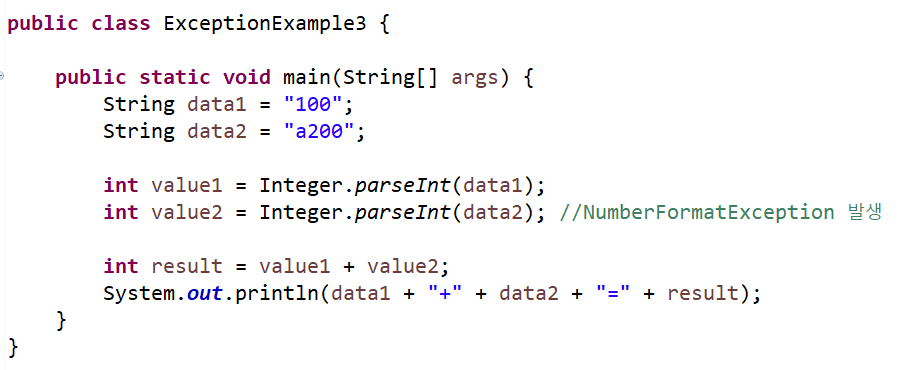 public class ExceptionExample3 {
public static void main(String[] args) {
String data1 = "100";
String data2 = "a200";
int value1 = Integer.parseInt(data1);
int value2 = Integer.parseInt(data2); //NumberFormatException 발생
int result = value1 + value2;
System.out.println(data1 + "+" + data2 + "=" + result);
}
}